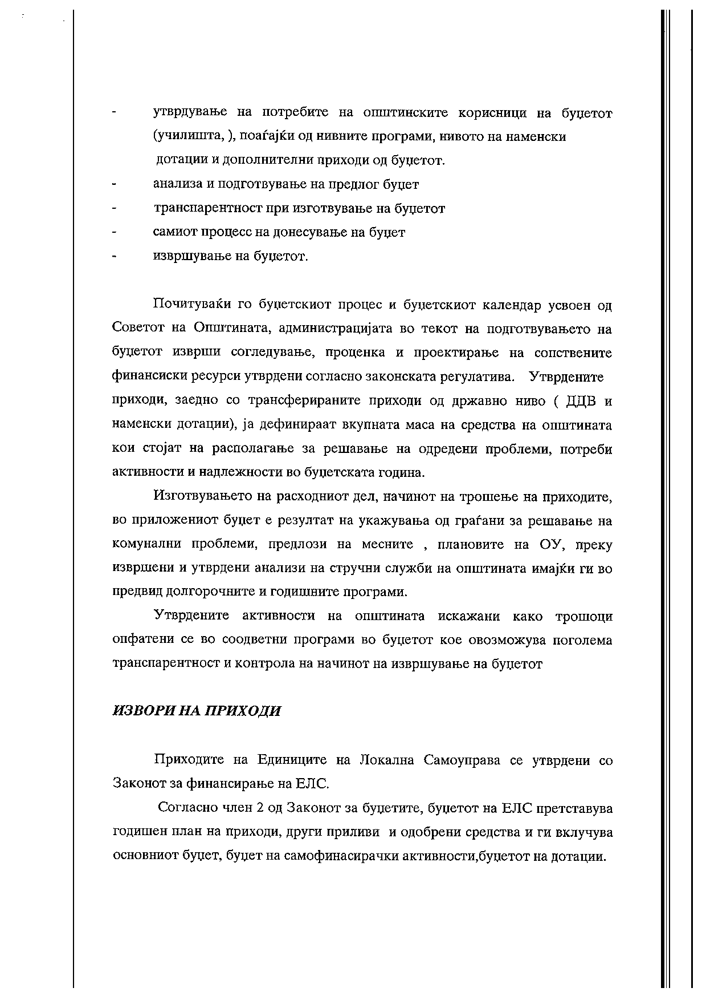 - утврдување на потребите на општинските корисници на буџетот
(училишта, ), поаѓајќи од нивните програми, нивото на наменски
дотации и дополнителни приходи од буџетот.
- анализа и подготвување на предлог буџет
- транспарентност при изготвување на буџетот
- самиот процесс на донесување на буџет
- извршување на буџетот.
Почитуваќи го буџетскиот процес и буџетскиот календар усвоен од
Советот на Општината, администрацијата во текот на подготвувањето на
буџетот изврши согледување, проценка и проектирање на сопствените
финансиски ресурси утврдени согласно законската регулатива. Утврдените
приходи, заедно со трансферираните приходи од државно ниво ( ДДВ и
наменски дотации), ја дефинираат вкупната маса на средства на општината
кои стојат на располагање за решавање на одредени проблеми, потреби
активности и надлежности во буџетската година.
Изготвувањето на расходниот дел, начинот на трошење на приходите,
во приложениот буџет е резултат на укажувања од граѓани за решавање на
комунални проблеми, предлози на месните , плановите на ОУ, преку
извршени и утврдени анализи на стручни служби на општината имајќи ги во
предвид долгорочните и годишните програми.
Утврдените активности на општината искажани како трошоци
опфатени се во соодветни програми во буџетот кое овозможува поголема
транспарентност и контрола на начинот на извршување на буџетот
ИЗВОРИ НА ПРИХОДИ
Приходите на Единиците на Локална Самоуправа се утврдени со
Законот за финансирање на ЕЛС.
Согласно член 2 од Законот за буџетите, буџетот на ЕЛС претставува
годишен план на приходи, други приливи и одобрени средства и ги вклучува
основниот буџет, буџет на самофинасирачки активности,буџетот на дотации.